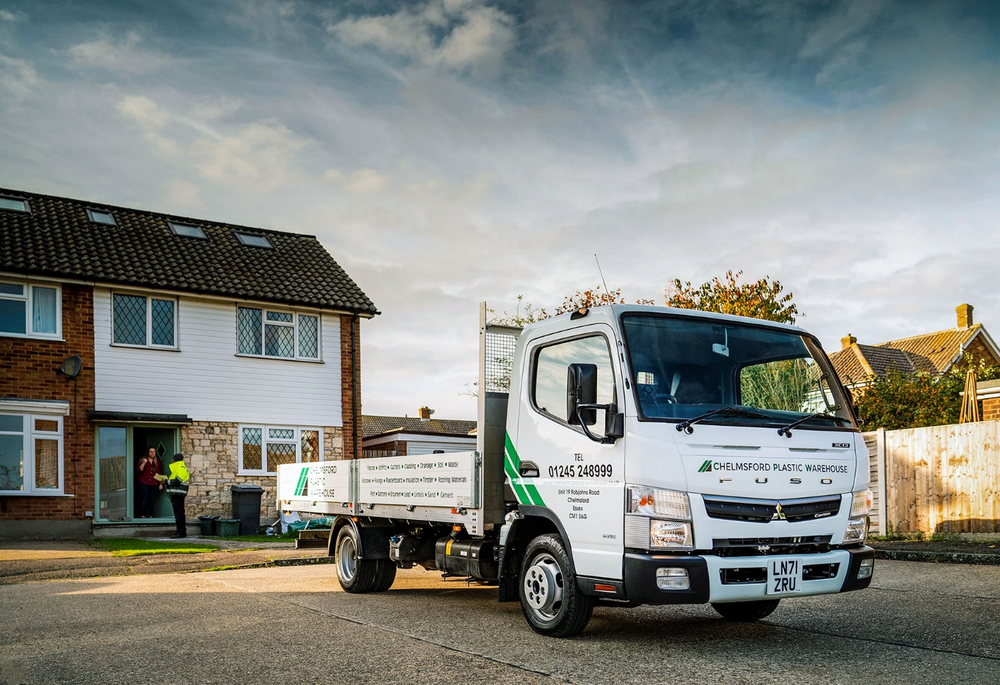 CHELMSFORD
PLASTIC
WAREHOUSE
Fascias • Soffits • Gutters • Cladding • Drainage • Soil • Waste
Silicones • Fixings • Plasterboard • Insulation • Timber • Roofing Materials
Felt • Battens • Bitumen • Lead • Lintels • Sand • Cement
TEL
01245 248999
Unit 19 Robjohns Road
Chelmsford
Essex
CM1 3AG
3C13
CHELMSFORD PLASTIC WAREHOUSE
FUSO
CANTER
LN71
ZRU